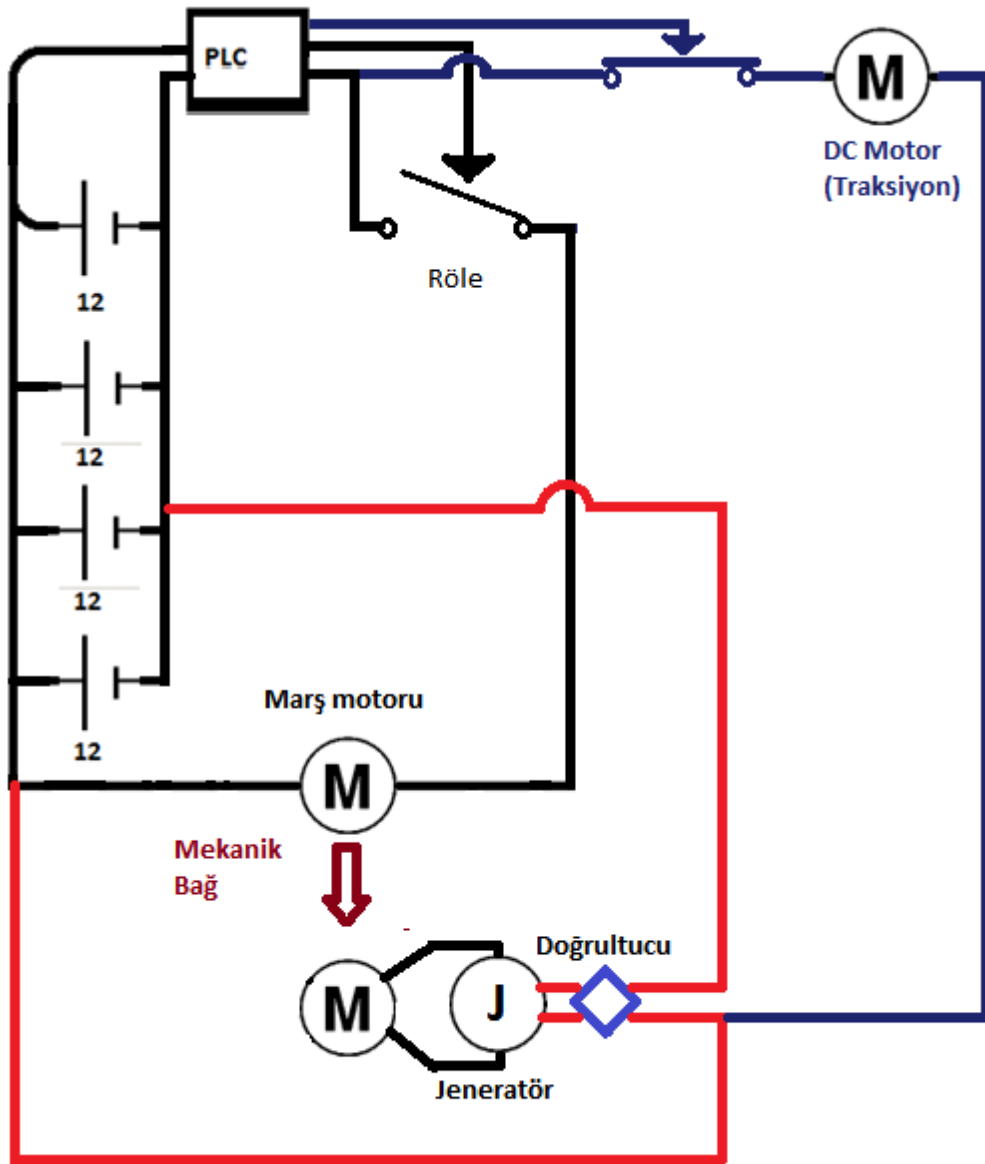 PLC
M
DC Motor
(Traksiyon)
12
Röle
12
12
12
Marş motoru
M
Mekanik
Bağ
Doğrultucu
M
J
Jeneratör